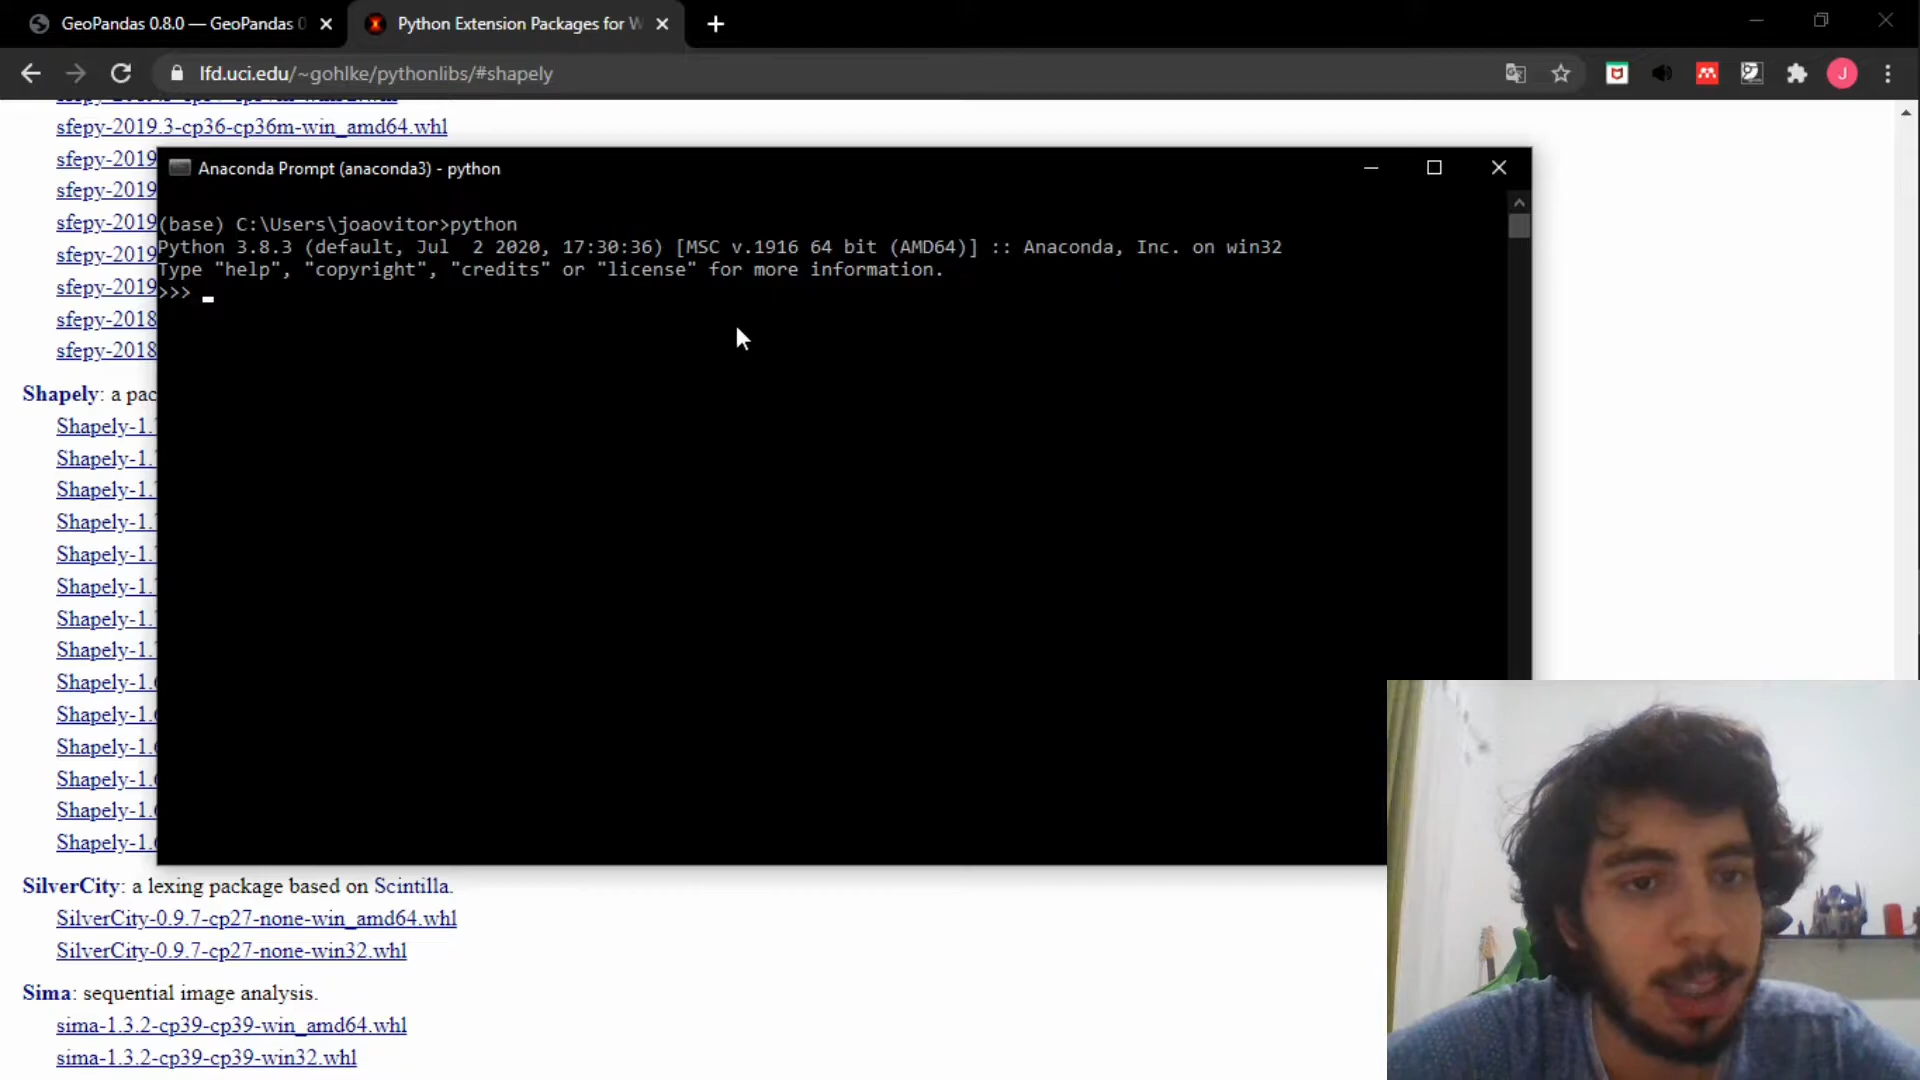 GeoPandas 0.8.0 — GeoPandas 0
Python Extension Packages for W
lfd.uci.edu/~gohlke/pythonlibs/#shapely
J
sfepy-2019.3-cp36-cp36m-win_amd64.whl
sfepy-2019
sfepy-2019
sfepy-2019
sfepy-2019
sfepy-2019
sfepy-2018
sfepy-2018
Shapely: a pac
Shapely-1.
Shapely-1.
Shapely-1.
Shapely-1.
Shapely-1.
Shapely-1.
Shapely-1.
Shapely-1.
Shapely-1.6
Shapely-1.6
Shapely-1.6
Shapely-1.6
Shapely-1.6
Shapely-1.6
Anaconda Prompt (anaconda3) - python
(base) C:\Users\joaovitor>python
Python 3.8.3 (default, Jul  2 2020, 17:30:36) [MSC v.1916 64 bit (AMD64)] :: Anaconda, Inc. on win32
Type "help", "copyright", "credits" or "license" for more information.
>>>
SilverCity: a lexing package based on Scintilla.
SilverCity-0.9.7-cp27-none-win_amd64.whl
SilverCity-0.9.7-cp27-none-win32.whl
Sima: sequential image analysis.
sima-1.3.2-cp39-cp39-win_amd64.whl
sima-1.3.2-cp39-cp39-win32.whl